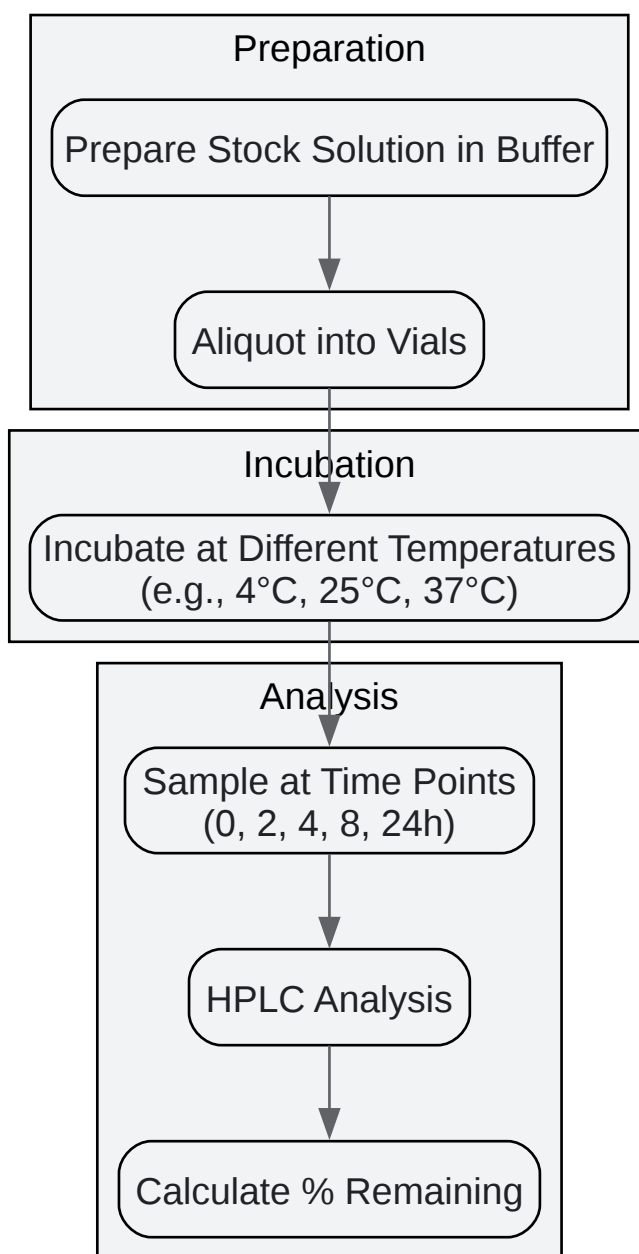 Preparation
Prepare Stock Solution in Buffer
Aliquot into Vials
Incubation
Incubate at Different Temperatures
(e.g., 4°C, 25°C, 37°C)
Analysis
Sample at Time Points
(0, 2, 4, 8, 24h)
HPLC Analysis
Calculate % Remaining